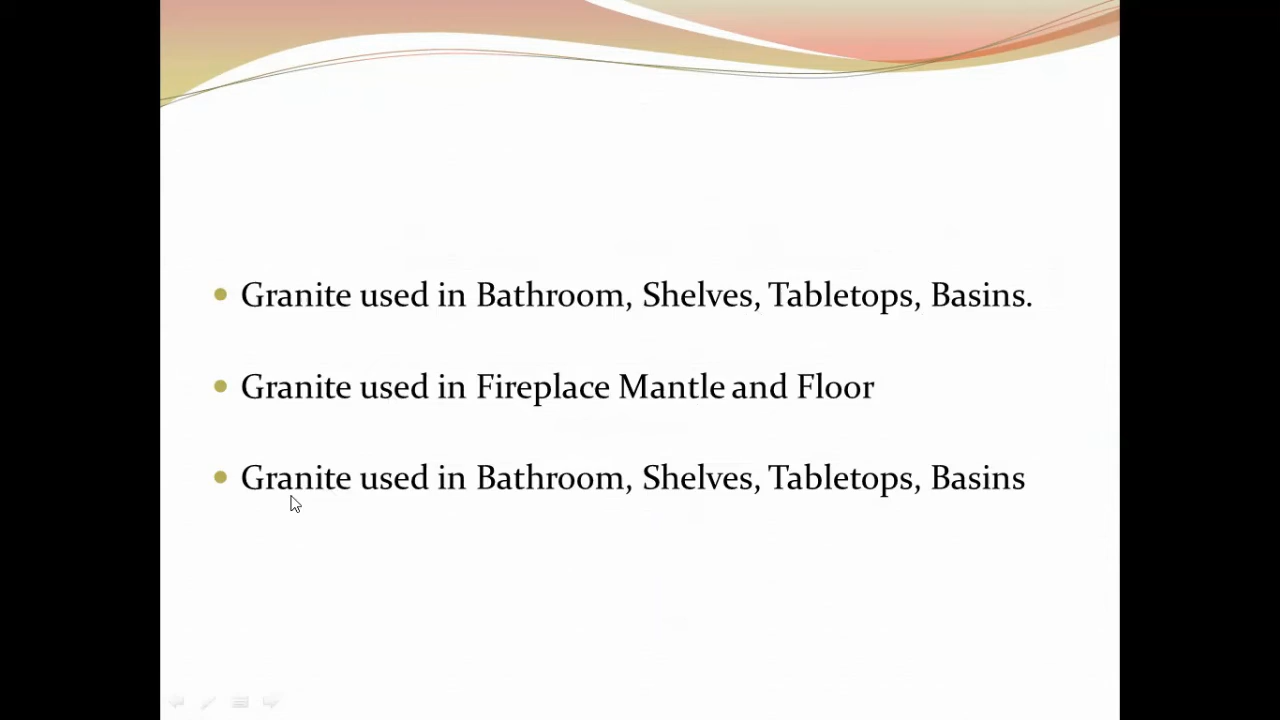 Granite used in Bathroom, Shelves, Tabletops, Basins.
Granite used in Fireplace Mantle and Floor
Granite used in Bathroom, Shelves, Tabletops, Basins